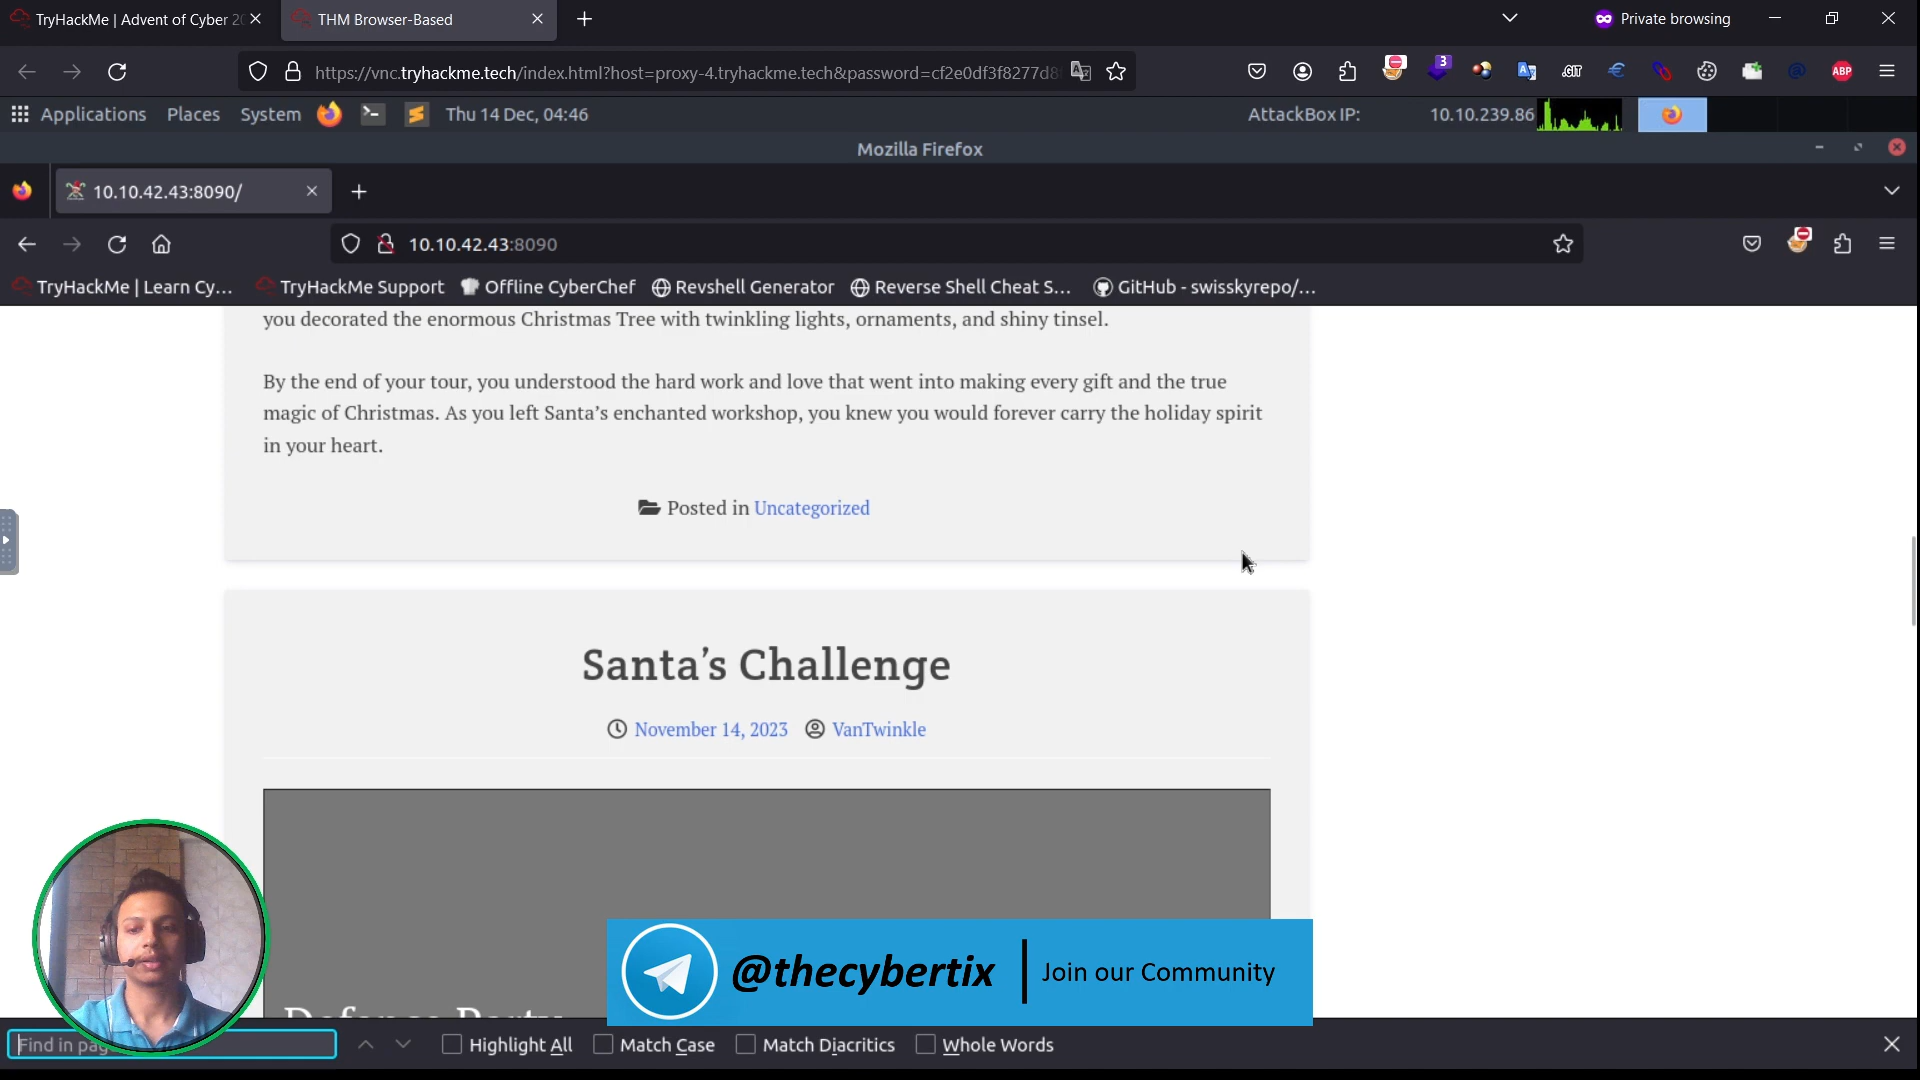 TryHackMe | Advent of Cyber 20
THM Browser-Based
Private browsing
https://vnc.tryhackme.tech/index.html?host=proxy-4.tryhackme.tech&password=cf2e0df3f8277d8
3
.GIT
ABP
Applications Places System Thu 14 Dec, 04:46 AttackBox IP: 10.10.239.86
Mozilla Firefox
10.10.42.43:8090/
10.10.42.43:8090
TryHackMe | Learn Cy… TryHackMe Support Offline CyberChef Revshell Generator Reverse Shell Cheat S… GitHub - swisskyrepo/…
you decorated the enormous Christmas Tree with twinkling lights, ornaments, and shiny tinsel.
By the end of your tour, you understood the hard work and love that went into making every gift and the true
magic of Christmas. As you left Santa’s enchanted workshop, you knew you would forever carry the holiday spirit
in your heart.
Posted in Uncategorized
Santa’s Challenge
November 14, 2023 VanTwinkle
Defence Party
@thecybertix | Join our Community
Find in pag
Highlight All Match Case Match Diacritics Whole Words